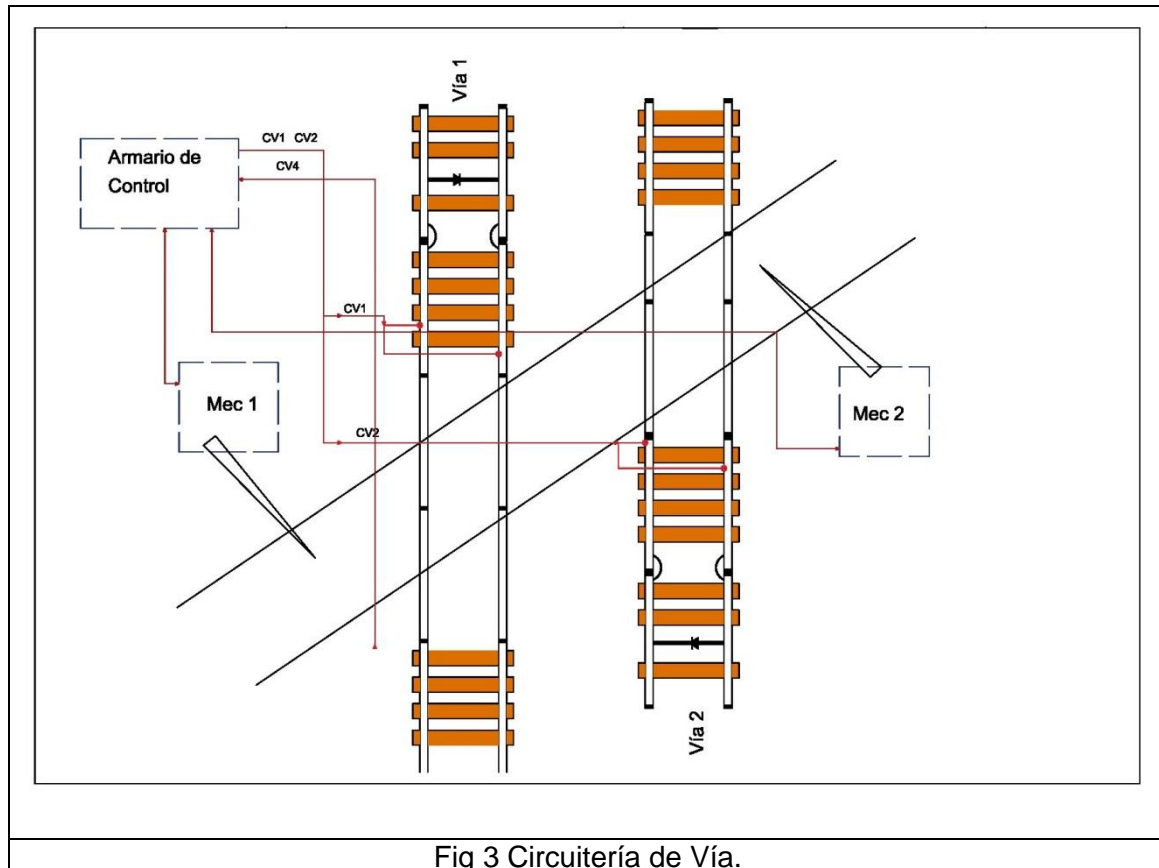 Vía 1
Armario de
Control
CV1 CV2
CV4
CV1
Mec 1
CV2
Mec 2
Vía 2
Fig 3 Circuitería de Vía.